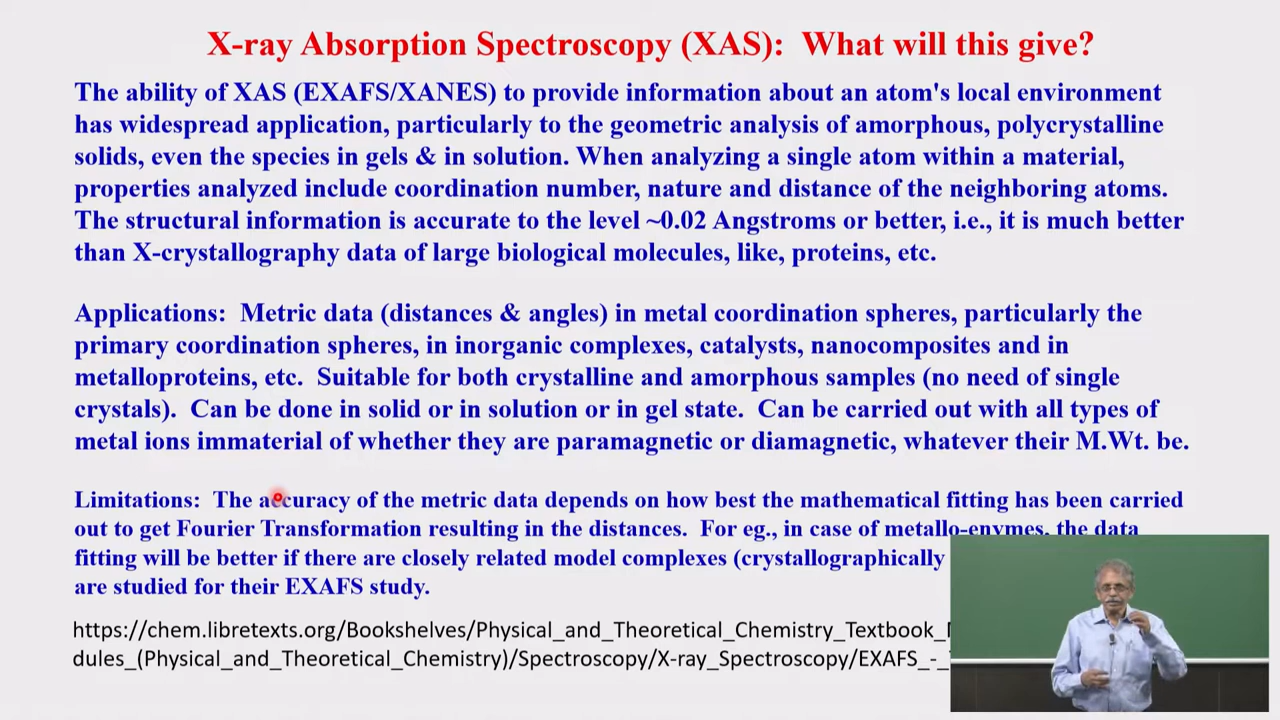 X-ray Absorption Spectroscopy (XAS):  What will this give?
The ability of XAS (EXAFS/XANES) to provide information about an atom's local environment
has widespread application, particularly to the geometric analysis of amorphous, polycrystalline
solids, even the species in gels & in solution. When analyzing a single atom within a material,
properties analyzed include coordination number, nature and distance of the neighboring atoms.
The structural information is accurate to the level ~0.02 Angstroms or better, i.e., it is much better
than X-crystallography data of large biological molecules, like, proteins, etc.
Applications:  Metric data (distances & angles) in metal coordination spheres, particularly the
primary coordination spheres, in inorganic complexes, catalysts, nanocomposites and in
metalloproteins, etc.  Suitable for both crystalline and amorphous samples (no need of single
crystals).  Can be done in solid or in solution or in gel state.  Can be carried out with all types of
metal ions immaterial of whether they are paramagnetic or diamagnetic, whatever their M.Wt. be.
Limitations:  The accuracy of the metric data depends on how best the mathematical fitting has been carried
out to get Fourier Transformation resulting in the distances.  For eg., in case of metallo-enymes, the data
fitting will be better if there are closely related model complexes (crystallographically
are studied for their EXAFS study.
https://chem.libretexts.org/Bookshelves/Physical_and_Theoretical_Chemistry_Textbook_
dules_(Physical_and_Theoretical_Chemistry)/Spectroscopy/X-ray_Spectroscopy/EXAFS_-_